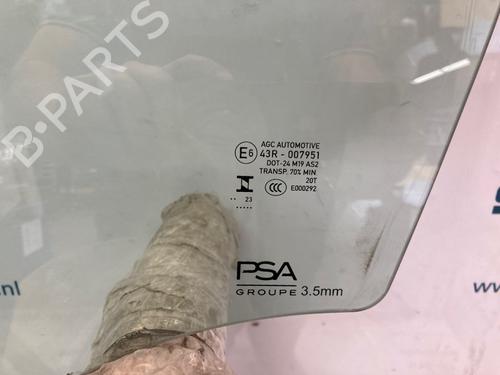 B-PARTS
AGC AUTOMOTIVE
E6 43R - 007951
DOT-24 M19 AS2
TRANSP. 70% MIN
20T
CCC E000292
.. 23
.....
PSA
GROUPE 3.5mm
.nl